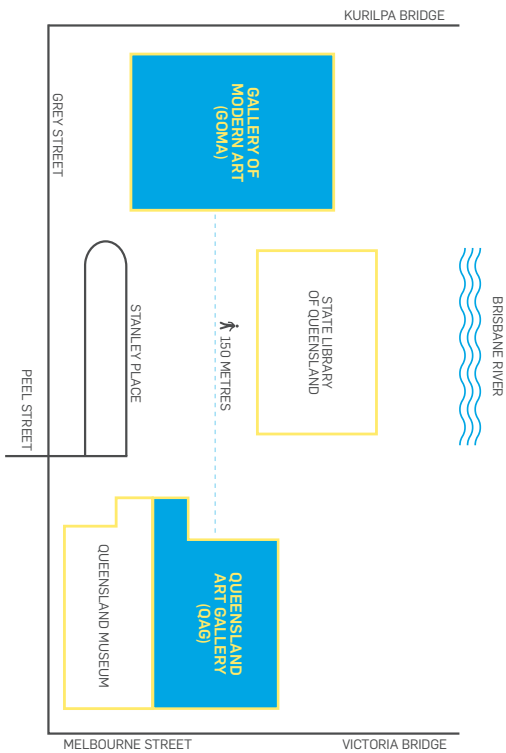 KURILPA BRIDGE
GREY STREET
GALLERY OF
MODERN ART
(GOMA)
BRISBANE RIVER
STATE LIBRARY
OF QUEENSLAND
150 METRES
STANLEY PLACE
PEEL STREET
QUEENSLAND MUSEUM
QUEENSLAND
ART GALLERY
(QAG)
MELBOURNE STREET
VICTORIA BRIDGE